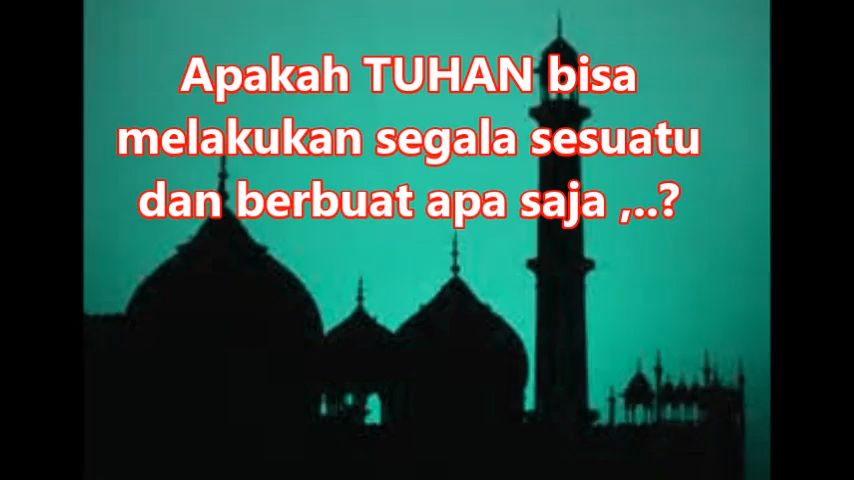 Apakah TUHAN bisa
melakukan segala sesuatu
dan berbuat apa saja ,..?